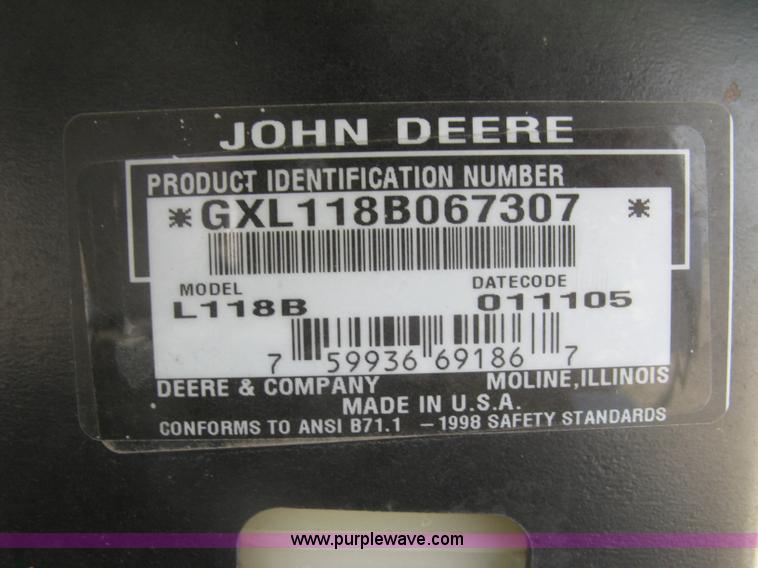 JOHN DEERE
PRODUCT IDENTIFICATION NUMBER
*GXL118B067307 *
MODEL DATECODE
L118B 011105
7 59936 69186 7
DEERE & COMPANY MOLINE,ILLINOIS
MADE IN U.S.A.
CONFORMS TO ANSI B71.1 -1998 SAFETY STANDARDS
www.purplewave.com